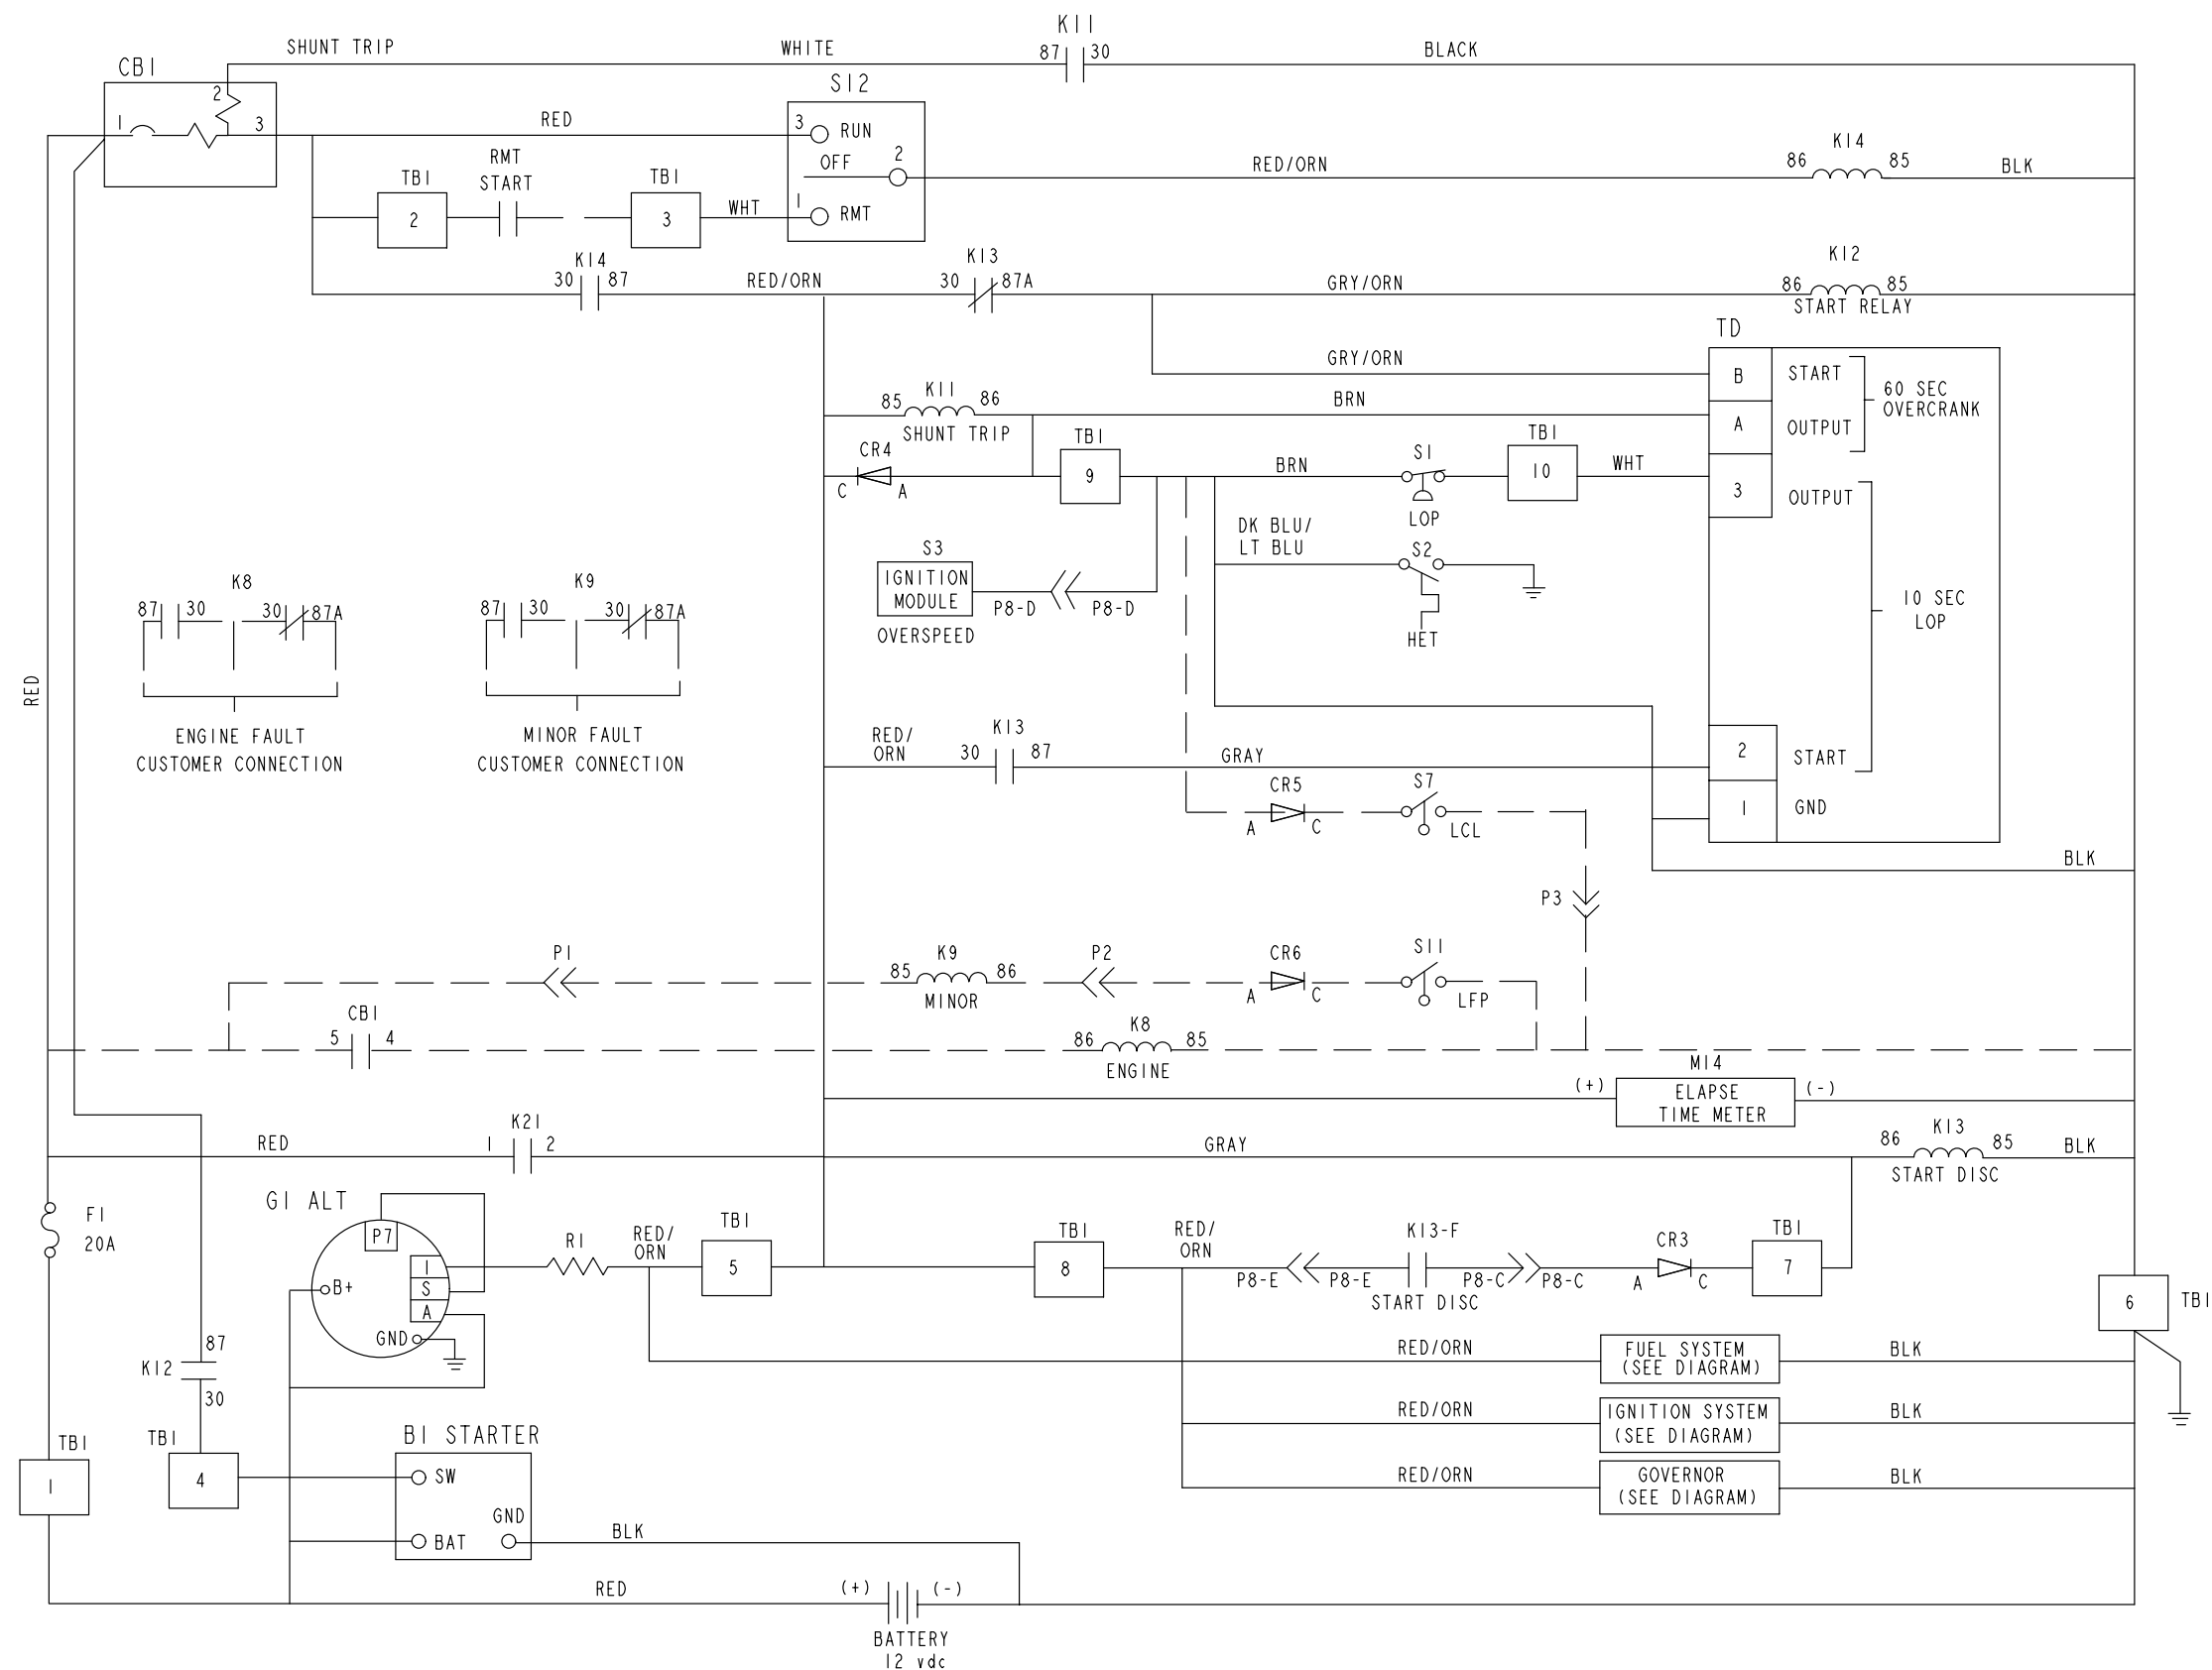 K11
SHUNT TRIP
WHITE
87
30
BLACK
CB1
S12
2
1
3
RED
3
RUN
K14
RMT
START
OFF
2
RED/ORN
86
85
BLK
TB1
TB1
2
3
WHT
1
RMT
K14
K13
K12
30
87
RED/ORN
30
87A
GRY/ORN
86
85
START RELAY
TD
GRY/ORN
B
START
60 SEC
OVERCRANK
K11
85
86
BRN
A
OUTPUT
SHUNT TRIP
TB1
TB1
CR4
S1
BRN
WHT
9
10
3
OUTPUT
C
A
LOP
DK BLU/
LT BLU
S3
S2
IGNITION
MODULE
P8-D
P8-D
OVERSPEED
HET
10 SEC
LOP
K8
K9
87
30
30
87A
87
30
30
87A
RED
ENGINE FAULT
CUSTOMER CONNECTION
MINOR FAULT
CUSTOMER CONNECTION
RED/
ORN
K13
30
87
GRAY
2
START
CR5
S7
1
GND
A
C
LCL
BLK
P3
P1
K9
P2
CR6
S11
85
86
MINOR
A
C
LFP
CB1
5
4
K8
86
85
ENGINE
M14
(+)
ELAPSE
TIME METER
(-)
K21
RED
1
2
GRAY
K13
86
85
BLK
START DISC
G1 ALT
F1
20A
P7
R1
RED/
ORN
TB1
TB1
RED/
ORN
K13-F
CR3
TB1
1
5
8
7
P8-E
P8-E
P8-C
P8-C
A
C
START DISC
B+
S
A
GND
6
TB1
87
K12
30
RED/ORN
FUEL SYSTEM
(SEE DIAGRAM)
BLK
RED/ORN
IGNITION SYSTEM
(SEE DIAGRAM)
BLK
TB1
TB1
B1 STARTER
1
4
SW
RED/ORN
GOVERNOR
(SEE DIAGRAM)
BLK
GND
BAT
BLK
RED
(+)
(-)
BATTERY
12 vdc